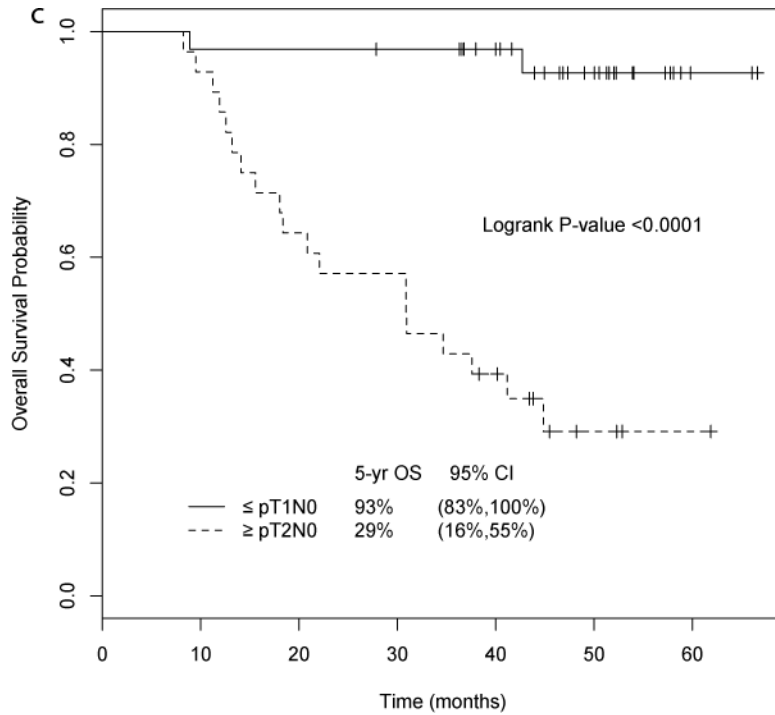 C
1.0
0.8
0.6
0.4
0.2
0.0
Overall Survival Probability
Logrank P-value <0.0001
5-yr OS 95% CI
≤ pT1N0 93% (83%,100%)
≥ pT2N0 29% (16%,55%)
0 10 20 30 40 50 60
Time (months)